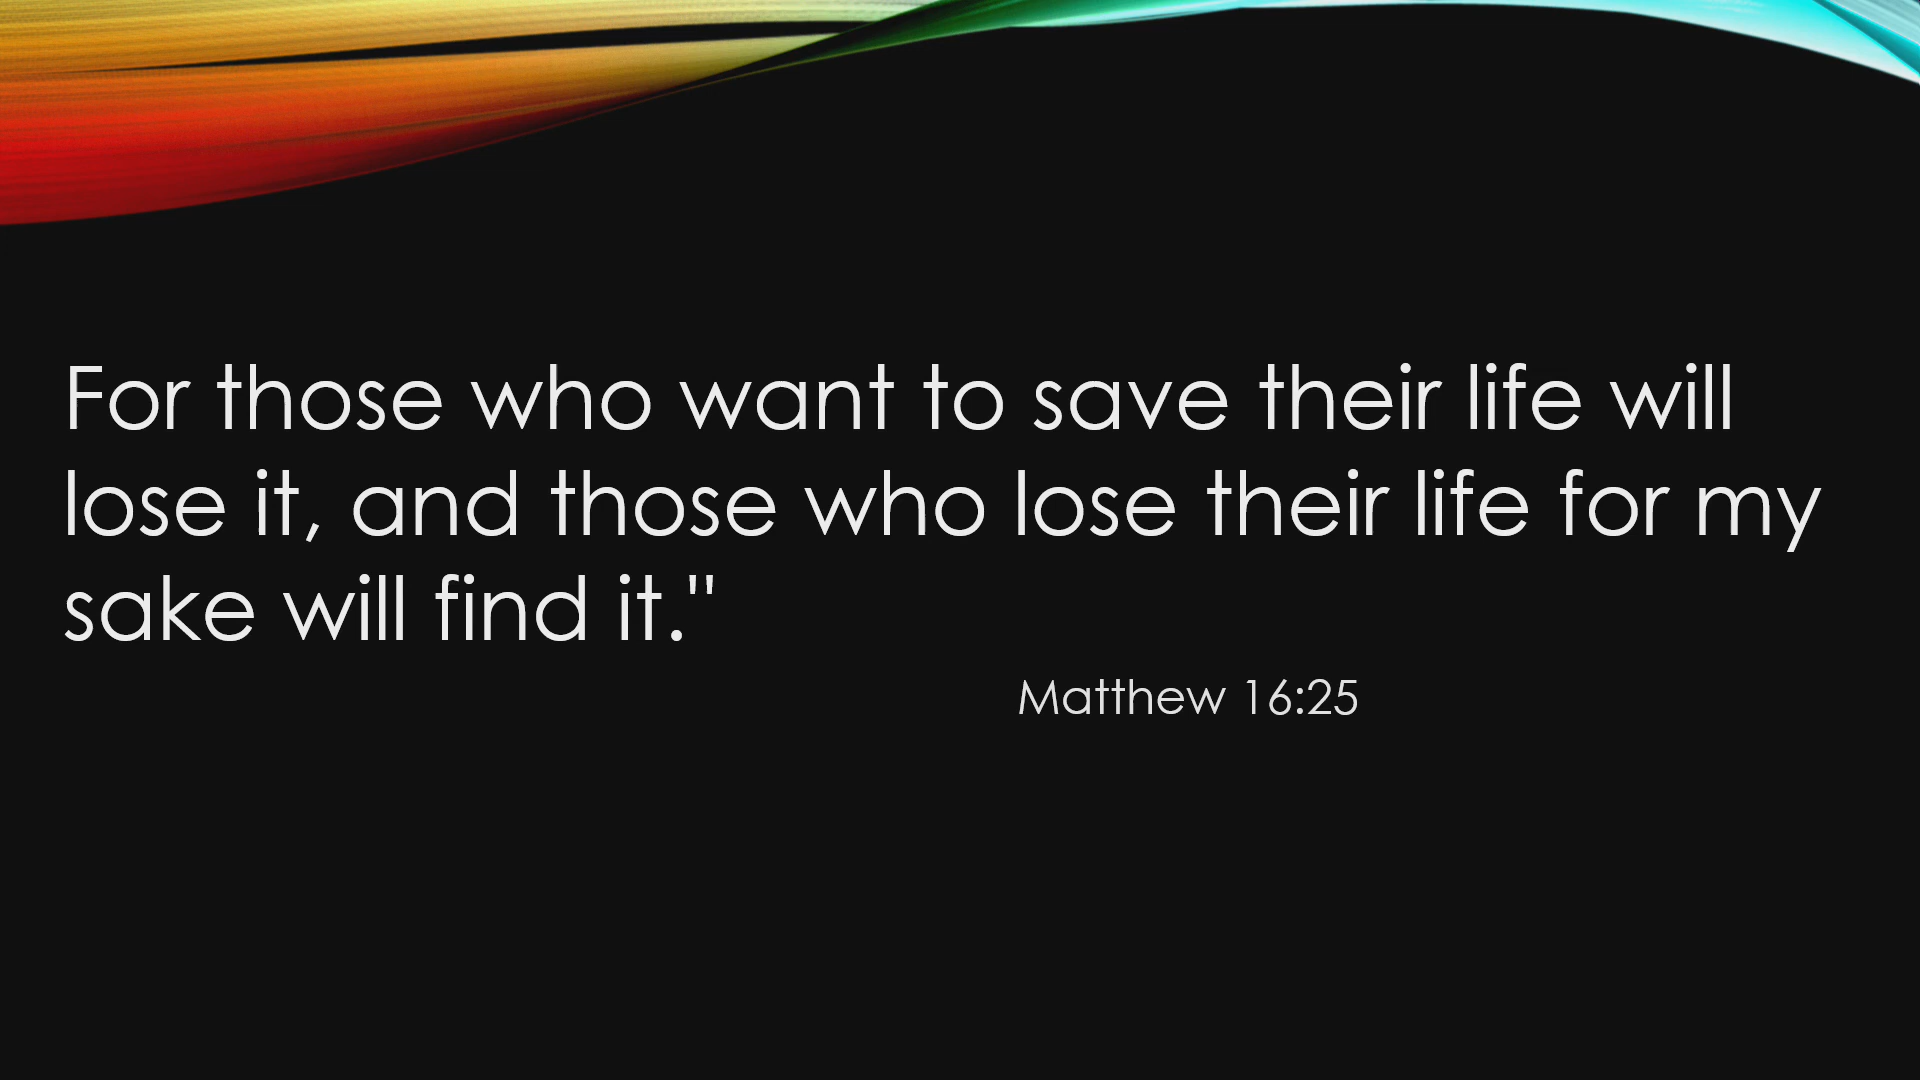 For those who want to save their life will
lose it, and those who lose their life for my
sake will find it."
Matthew 16:25